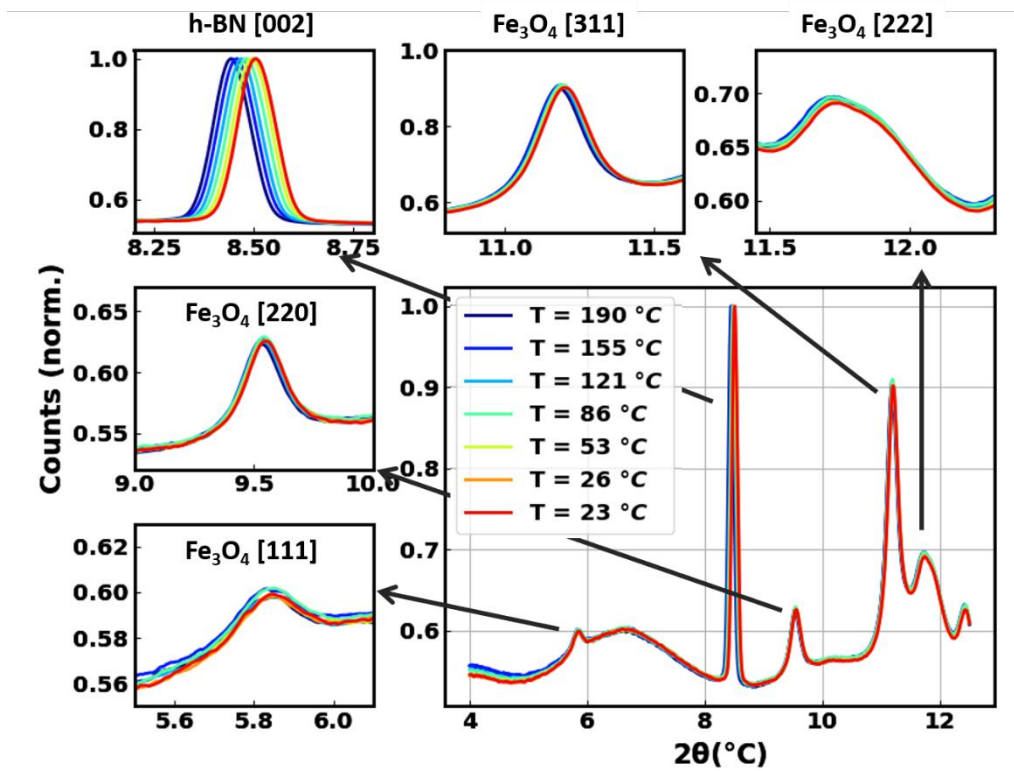 h-BN [002]
Fe₃O₄ [311]
Fe₃O₄ [222]
1.0
0.8
0.6
8.25 8.50 8.75
1.0
0.8
0.6
11.0 11.5
0.70
0.65
0.60
11.5 12.0
Counts (norm.)
Fe₃O₄ [220]
0.65
0.60
0.55
9.0 9.5 10.0
Fe₃O₄ [111]
0.62
0.60
0.58
0.56
5.6 5.8 6.0
1.0
0.9
0.8
0.7
0.6
T = 190 °C
T = 155 °C
T = 121 °C
T = 86 °C
T = 53 °C
T = 26 °C
T = 23 °C
4 6 8 10 12
2θ(°C)